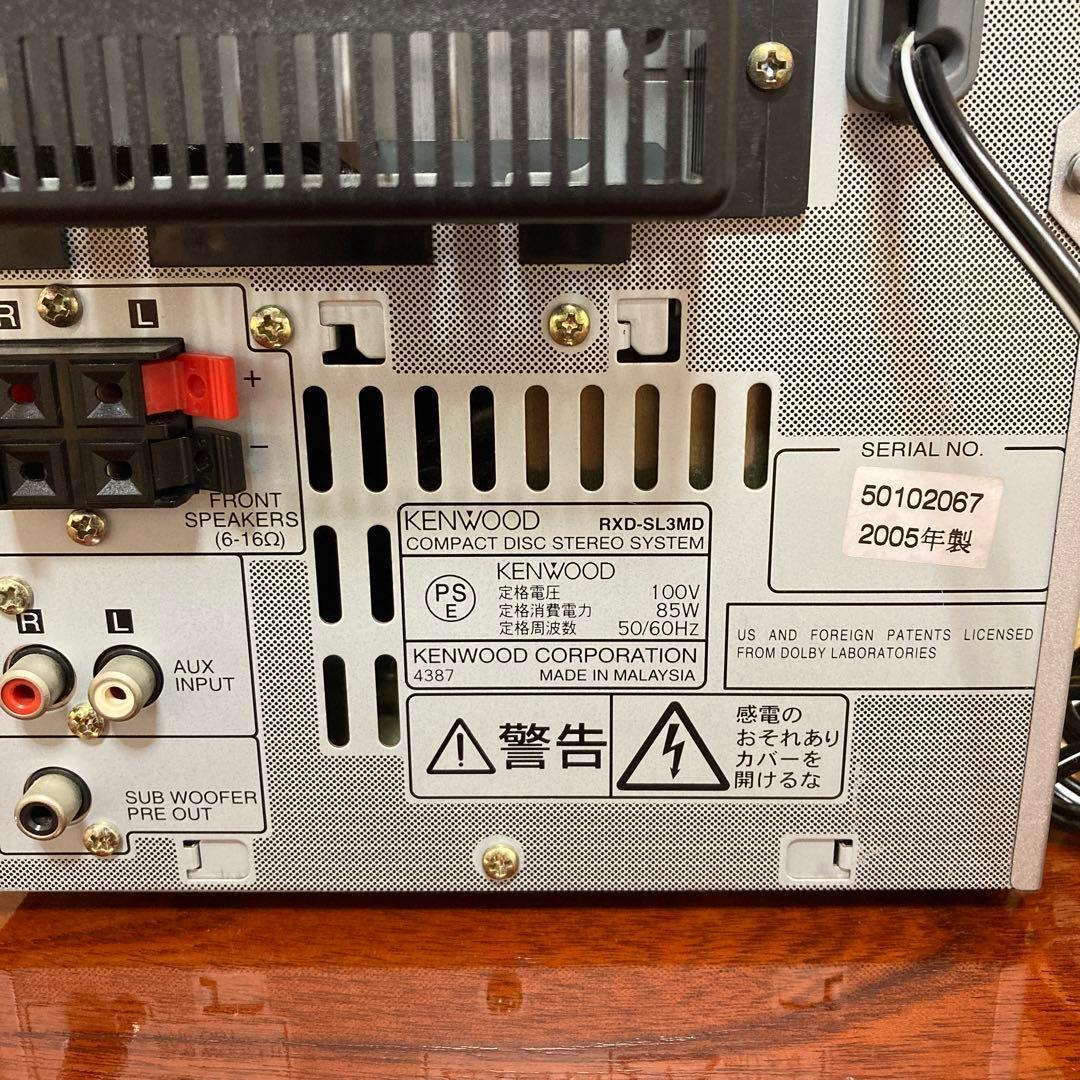 R L
+
−
FRONT
SPEAKERS
(6-16Ω)
R L
AUX
INPUT
SUB WOOFER
PRE OUT
KENWOOD RXD-SL3MD
COMPACT DISC STEREO SYSTEM
PS
E
KENWOOD
定格電圧 100V
定格消費電力 85W
定格周波数 50/60Hz
KENWOOD CORPORATION
4387 MADE IN MALAYSIA
警告
感電の
おそれあり
カバーを
開けるな
SERIAL NO.
50102067
2005年製
US AND FOREIGN PATENTS LICENSED
FROM DOLBY LABORATORIES